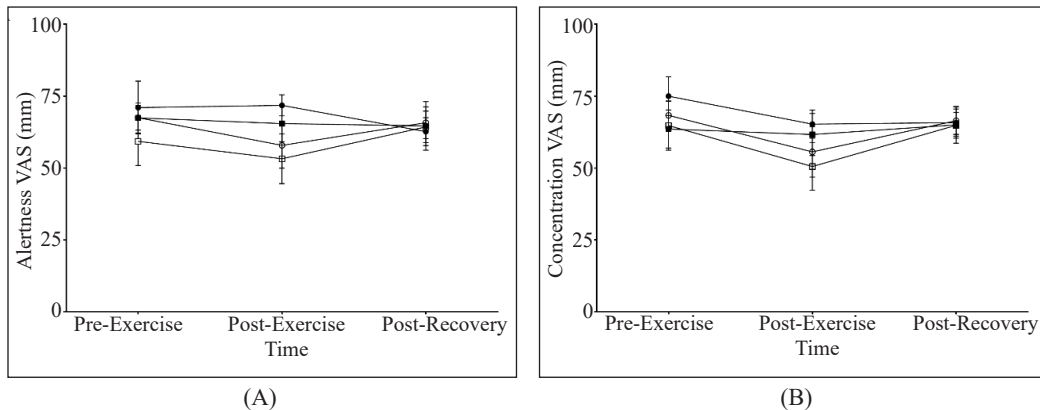 100
75
50
25
0
Alertness VAS (mm)
Pre-Exercise Post-Exercise Post-Recovery
Time
(A)
100
75
50
25
0
Concentration VAS (mm)
Pre-Exercise Post-Exercise Post-Recovery
Time
(B)